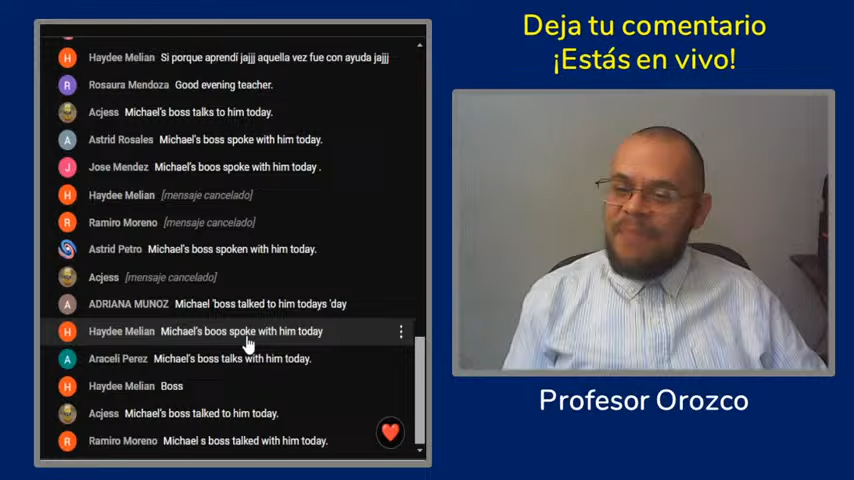 Deja tu comentario
¡Estás en vivo!
H Haydee Melian Si porque aprendí jajjj aquella vez fue con ayuda jajjj
R Rosaura Mendoza Good evening teacher.
Acjess Michael's boss talks to him today.
A Astrid Rosales Michael's boss spoke with him today.
J Jose Mendez Michael's boos spoke with him today .
H Haydee Melian [mensaje cancelado]
R Ramiro Moreno [mensaje cancelado]
Astrid Petro Michael's boss spoken with him today.
Acjess [mensaje cancelado]
A ADRIANA MUNOZ Michael 'boss talked to him todays 'day
H Haydee Melian Michael's boos spoke with him today
A Araceli Perez Michael's boss talks with him today.
H Haydee Melian Boss
Acjess Michael's boss talked to him today.
R Ramiro Moreno Michael s boss talked with him today.
Profesor Orozco